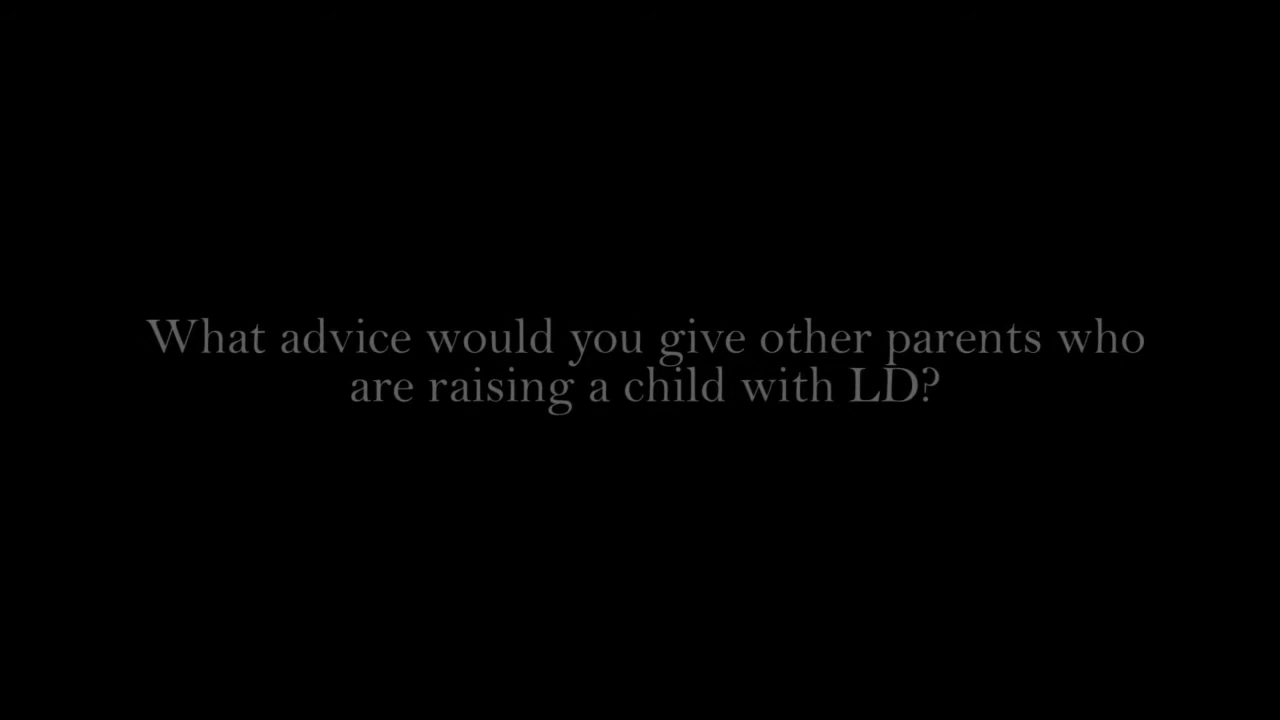 What advice would you give other parents who
are raising a child with LD?